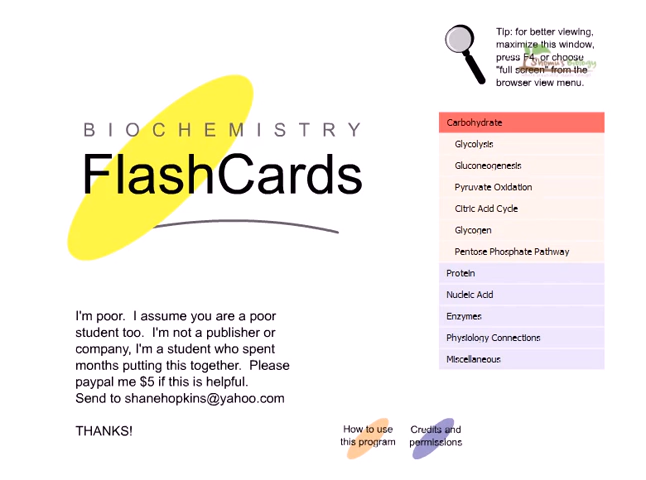 Tip: for better viewing,
maximize this window,
press F4, or choose
"full screen" from the
browser view menu.
BIOCHEMISTRY
FlashCards
Carbohydrate
Glycolysis
Gluconeogenesis
Pyruvate Oxidation
Citric Acid Cycle
Glycogen
Pentose Phosphate Pathway
Protein
Nucleic Acid
Enzymes
Physiology Connections
Miscellaneous
I'm poor. I assume you are a poor
student too. I'm not a publisher or
company, I'm a student who spent
months putting this together. Please
paypal me $5 if this is helpful.
Send to shanehopkins@yahoo.com
THANKS!
How to use
this program
Credits and
permissions